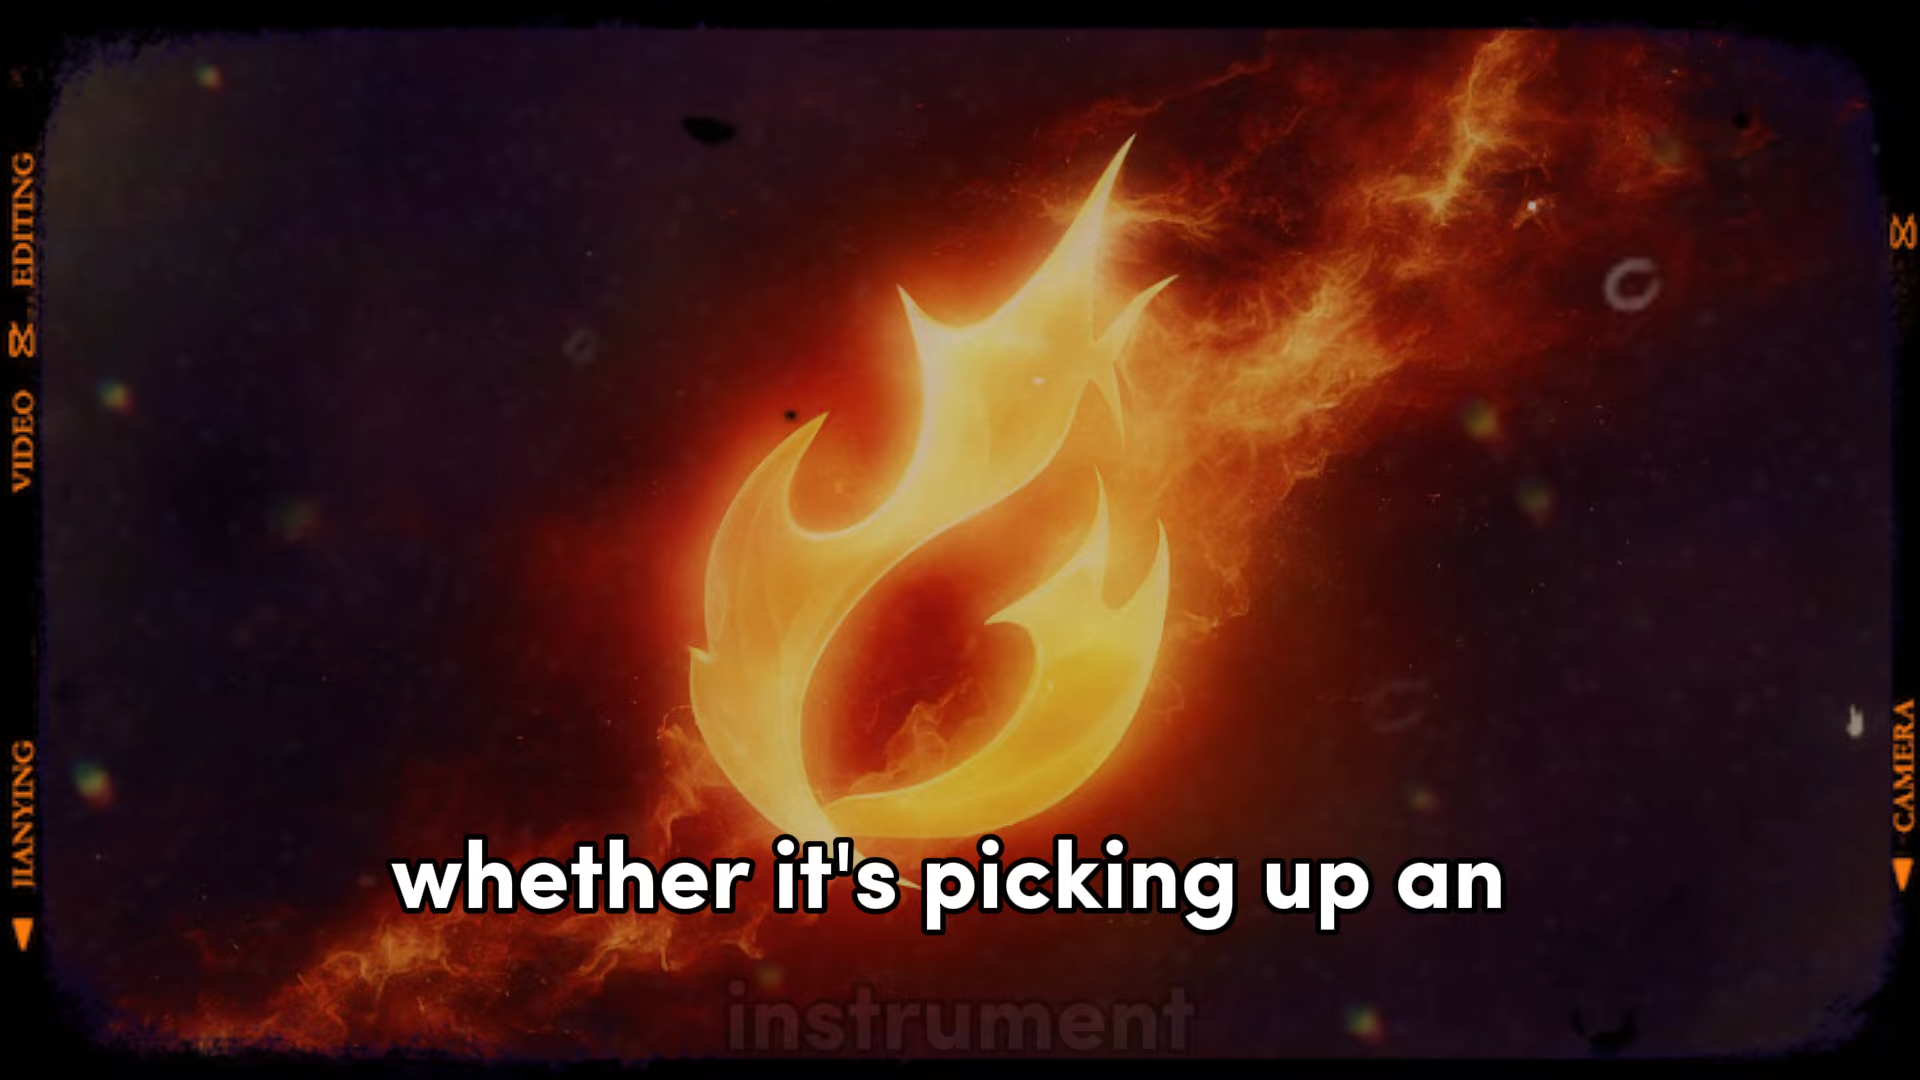 VIDEO EDITING
JIANYING
whether it's picking up an
instrument
CAMERA